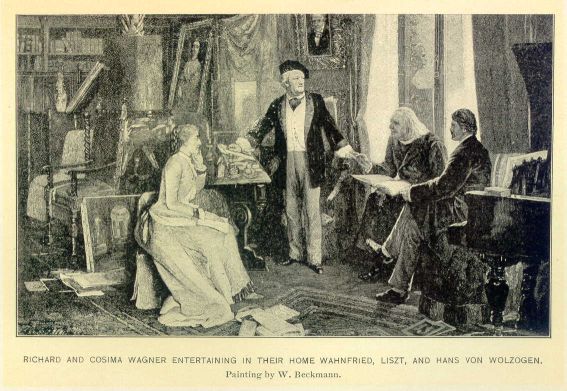 RICHARD AND COSIMA WAGNER ENTERTAINING IN THEIR HOME WAHNFRIED, LISZT, AND HANS VON WOLZOGEN.
Painting by W. Beckmann.